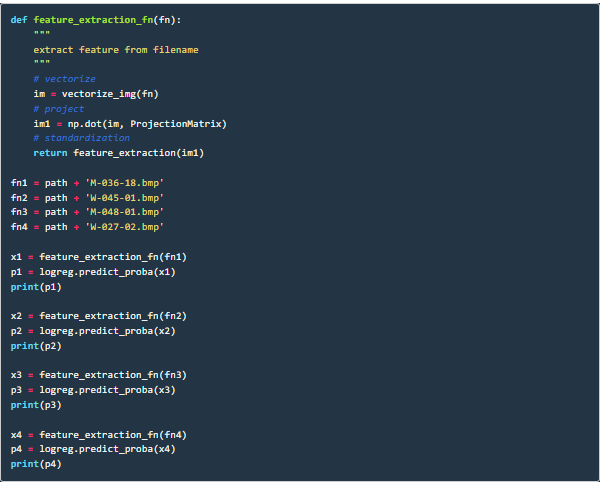 def feature_extraction_fn(fn):
    """
    extract feature from filename
    """
    # vectorize
    im = vectorize_img(fn)
    # project
    im1 = np.dot(im, ProjectionMatrix)
    # standardization
    return feature_extraction(im1)

fn1 = path + 'M-036-18.bmp'
fn2 = path + 'W-045-01.bmp'
fn3 = path + 'M-048-01.bmp'
fn4 = path + 'W-027-02.bmp'

x1 = feature_extraction_fn(fn1)
p1 = logreg.predict_proba(x1)
print(p1)

x2 = feature_extraction_fn(fn2)
p2 = logreg.predict_proba(x2)
print(p2)

x3 = feature_extraction_fn(fn3)
p3 = logreg.predict_proba(x3)
print(p3)

x4 = feature_extraction_fn(fn4)
p4 = logreg.predict_proba(x4)
print(p4)